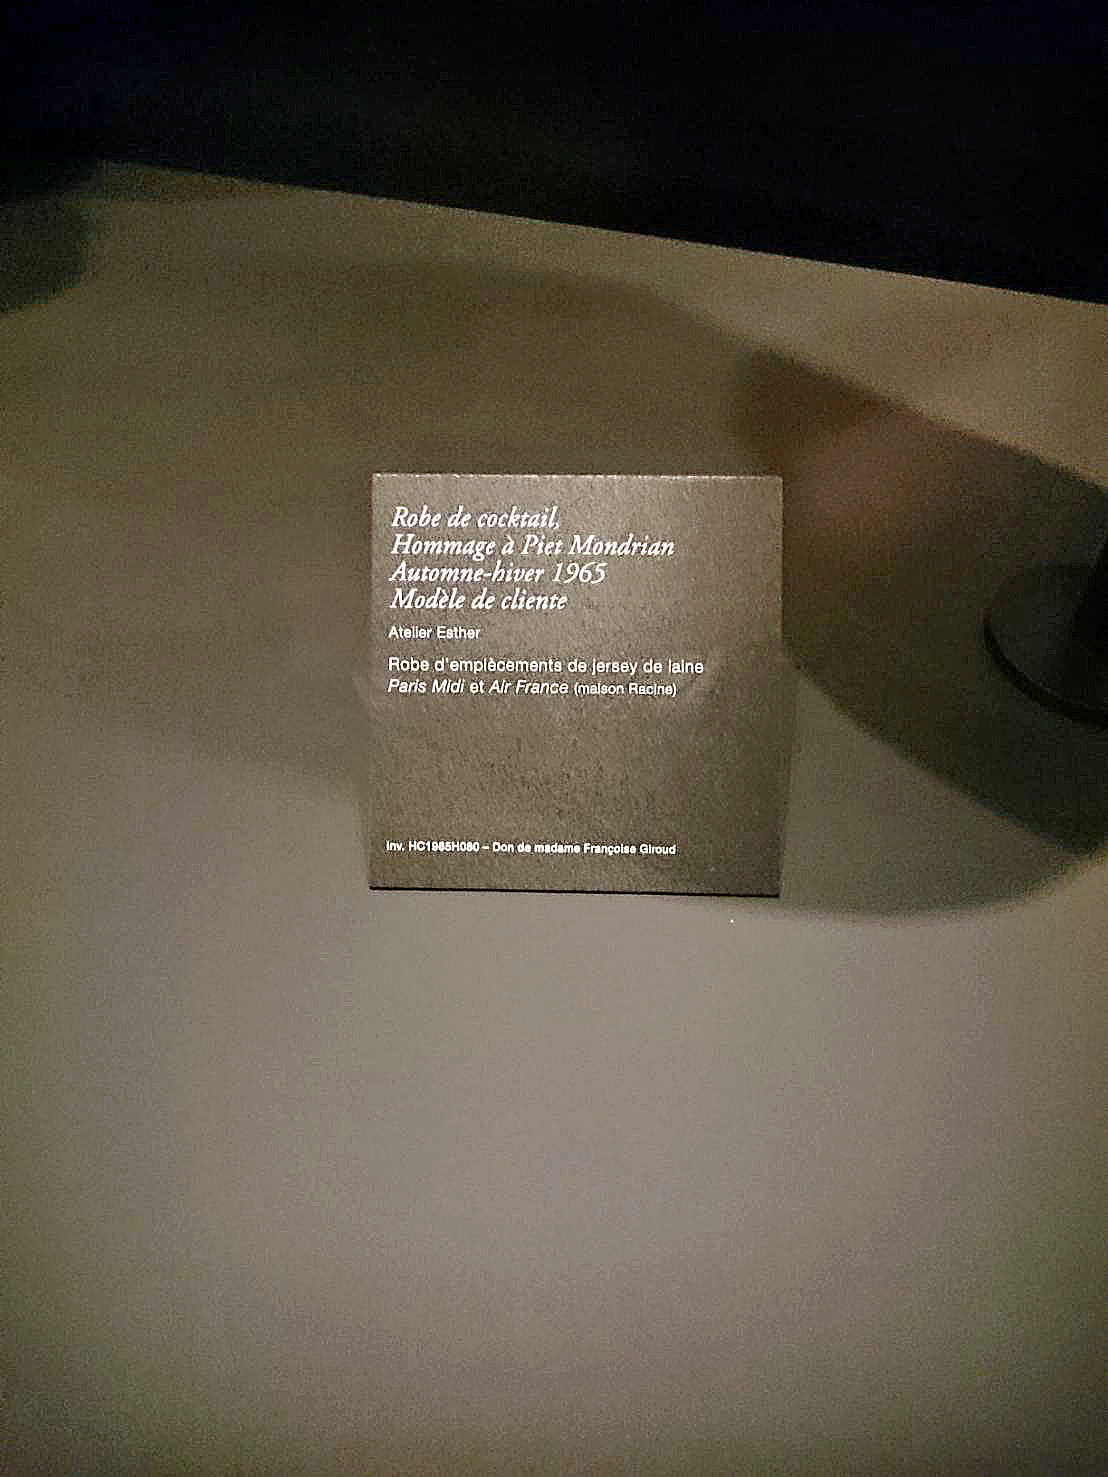 Robe de cocktail,
Hommage à Piet Mondrian
Automne-hiver 1965
Modèle de cliente
Atelier Esther
Robe d'empiècements de jersey de laine
Paris Midi et Air France (maison Racine)
Inv. HC1965H080 – Don de madame Françoise Giroud